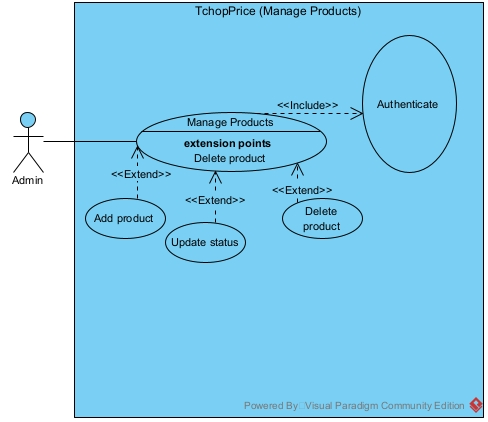 TchopPrice (Manage Products)
<<Include>>
Authenticate
Manage Products
extension points
Delete product
Admin
<<Extend>>
<<Extend>>
<<Extend>>
Add product
Update status
Delete
product
Powered By Visual Paradigm Community Edition